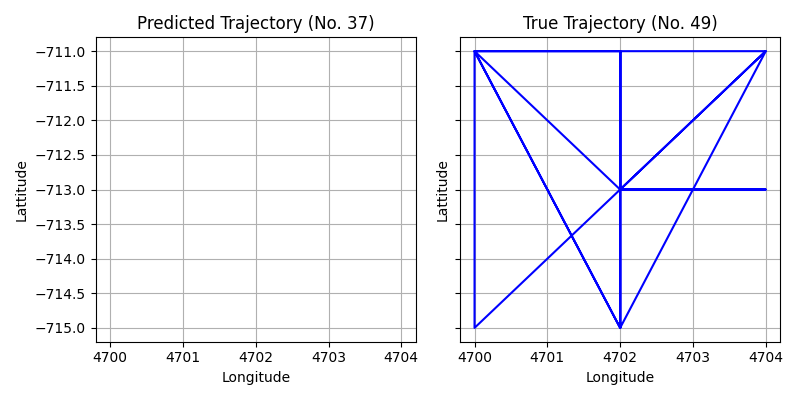 Predicted Trajectory (No. 37)
−711.0
−711.5
−712.0
−712.5
−713.0
−713.5
−714.0
−714.5
−715.0
Lattitude
4700 4701 4702 4703 4704
Longitude
True Trajectory (No. 49)
Lattitude
4700 4701 4702 4703 4704
Longitude